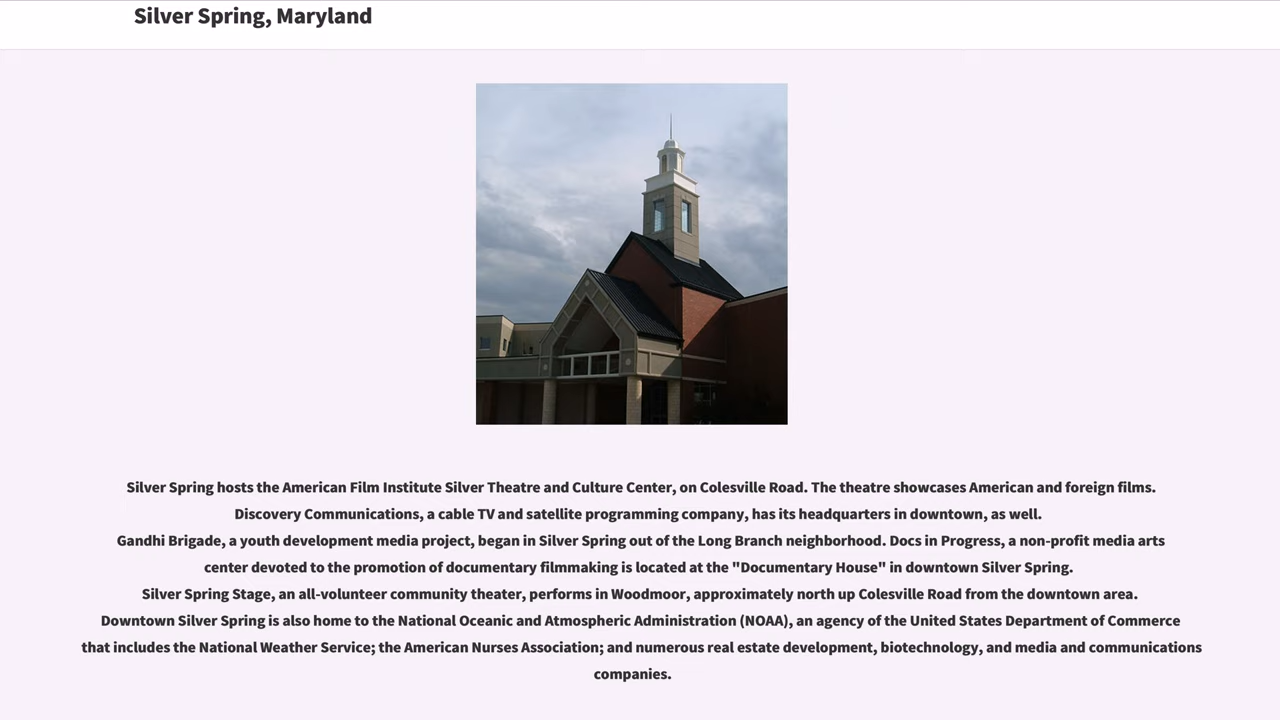 Silver Spring, Maryland
Silver Spring hosts the American Film Institute Silver Theatre and Culture Center, on Colesville Road. The theatre showcases American and foreign films.
Discovery Communications, a cable TV and satellite programming company, has its headquarters in downtown, as well.
Gandhi Brigade, a youth development media project, began in Silver Spring out of the Long Branch neighborhood. Docs in Progress, a non-profit media arts
center devoted to the promotion of documentary filmmaking is located at the "Documentary House" in downtown Silver Spring.
Silver Spring Stage, an all-volunteer community theater, performs in Woodmoor, approximately north up Colesville Road from the downtown area.
Downtown Silver Spring is also home to the National Oceanic and Atmospheric Administration (NOAA), an agency of the United States Department of Commerce
that includes the National Weather Service; the American Nurses Association; and numerous real estate development, biotechnology, and media and communications
companies.